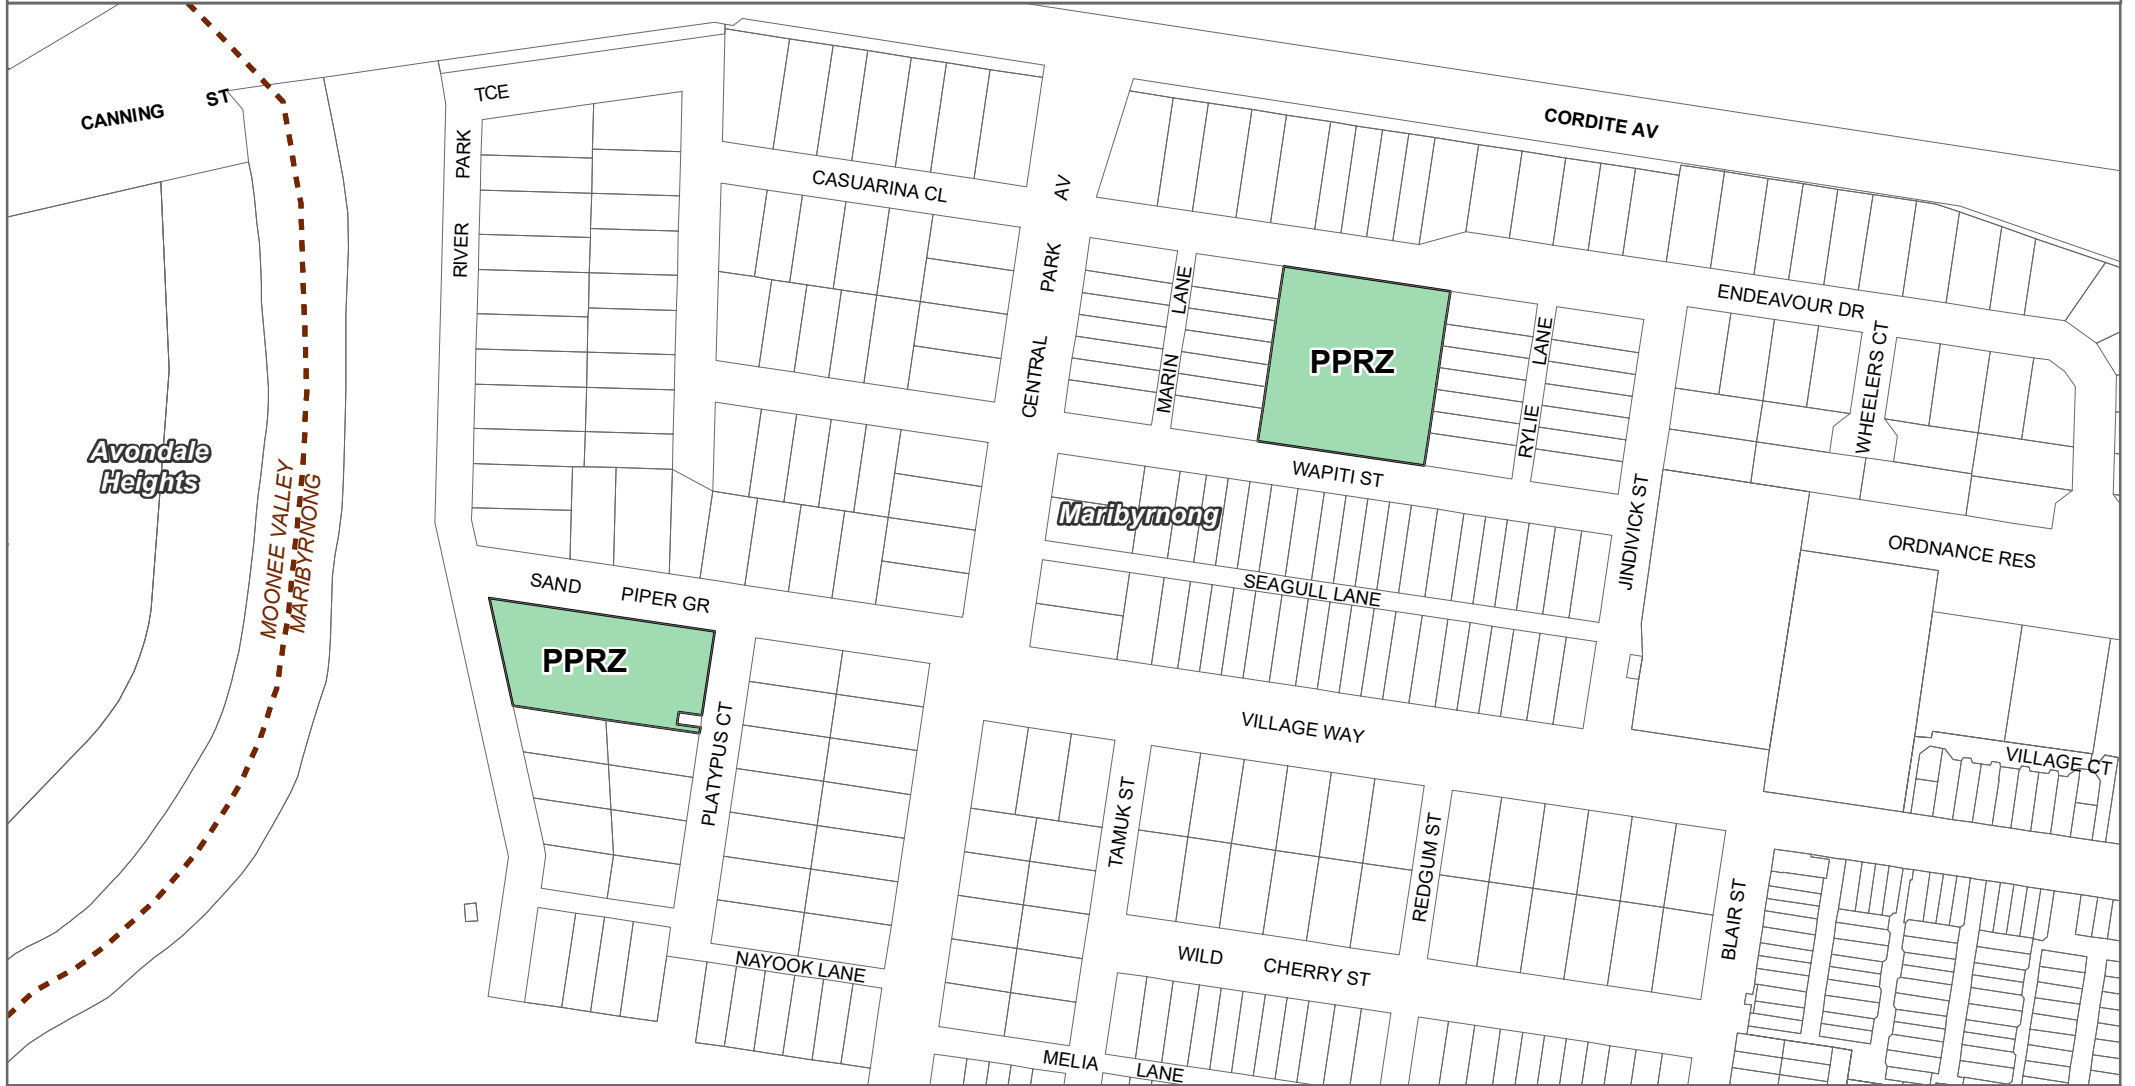 CANNING ST
TCE
RIVER PARK
CASUARINA CL
CENTRAL PARK AV
CORDITE AV
ENDEAVOUR DR
MARIN LANE
PPRZ
RYLIE LANE
WHEELERS CT
WAPITI ST
JINDIVICK ST
Avondale
Heights
MOONEE VALLEY
MARIBYRNONG
Maribyrnong
ORDNANCE RES
SAND PIPER GR
SEAGULL LANE
PPRZ
PLATYPUS CT
VILLAGE WAY
VILLAGE CT
TAMUK ST
REDGUM ST
BLAIR ST
NAYOOK LANE
WILD CHERRY ST
MELIA LANE